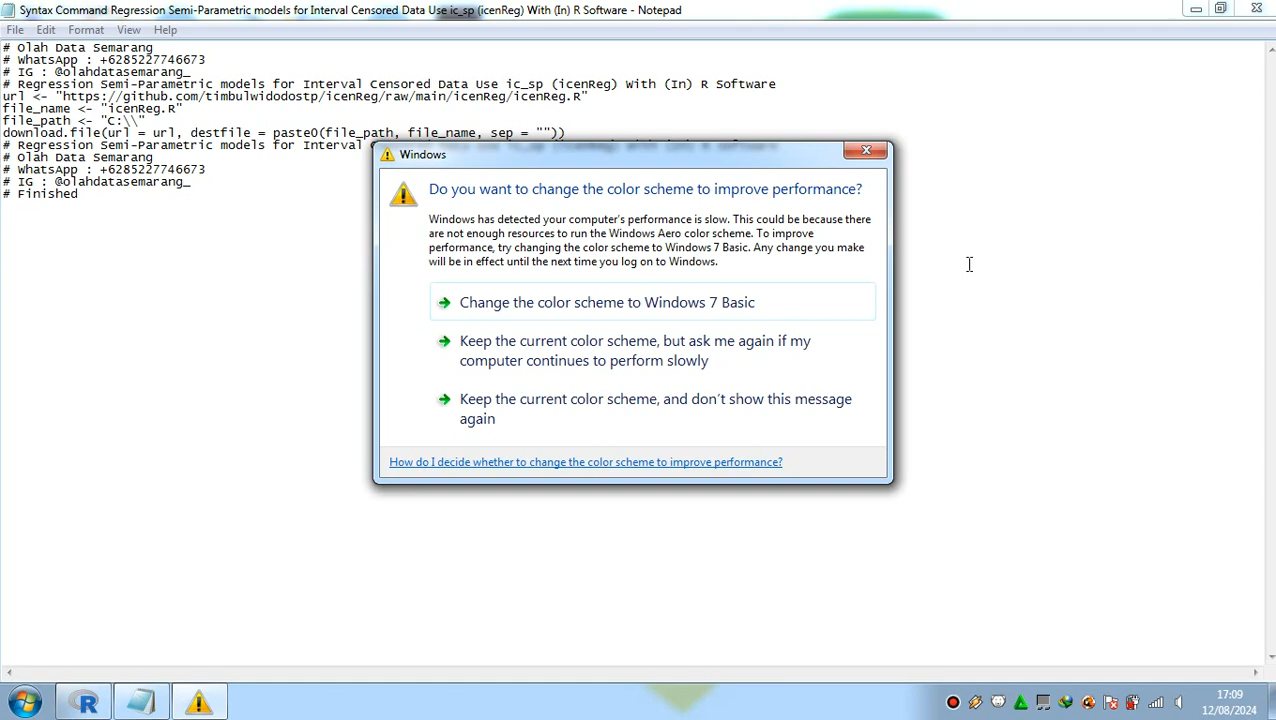 Syntax Command Regression Semi-Parametric models for Interval Censored Data Use ic_sp (icenReg) With (In) R Software - Notepad
File Edit Format View Help
# Olah Data Semarang
# WhatsApp : +6285227746673
# IG : @olahdatasemarang_
# Regression Semi-Parametric models for Interval Censored Data Use ic_sp (icenReg) With (In) R Software
url <- "https://github.com/timbulwidodostp/icenReg/raw/main/icenReg/icenReg.R"
file_name <- "icenReg.R"
file_path <- "C:\\"
download.file(url = url, destfile = paste0(file_path, file_name, sep = ""))
# Regression Semi-Parametric models for Interval
# Olah Data Semarang
# WhatsApp : +6285227746673
# IG : @olahdatasemarang_
# Finished
Windows
Do you want to change the color scheme to improve performance?
Windows has detected your computer's performance is slow. This could be because there
are not enough resources to run the Windows Aero color scheme. To improve
performance, try changing the color scheme to Windows 7 Basic. Any change you make
will be in effect until the next time you log on to Windows.
Change the color scheme to Windows 7 Basic
Keep the current color scheme, but ask me again if my
computer continues to perform slowly
Keep the current color scheme, and don't show this message
again
How do I decide whether to change the color scheme to improve performance?
R
17:09
12/08/2024